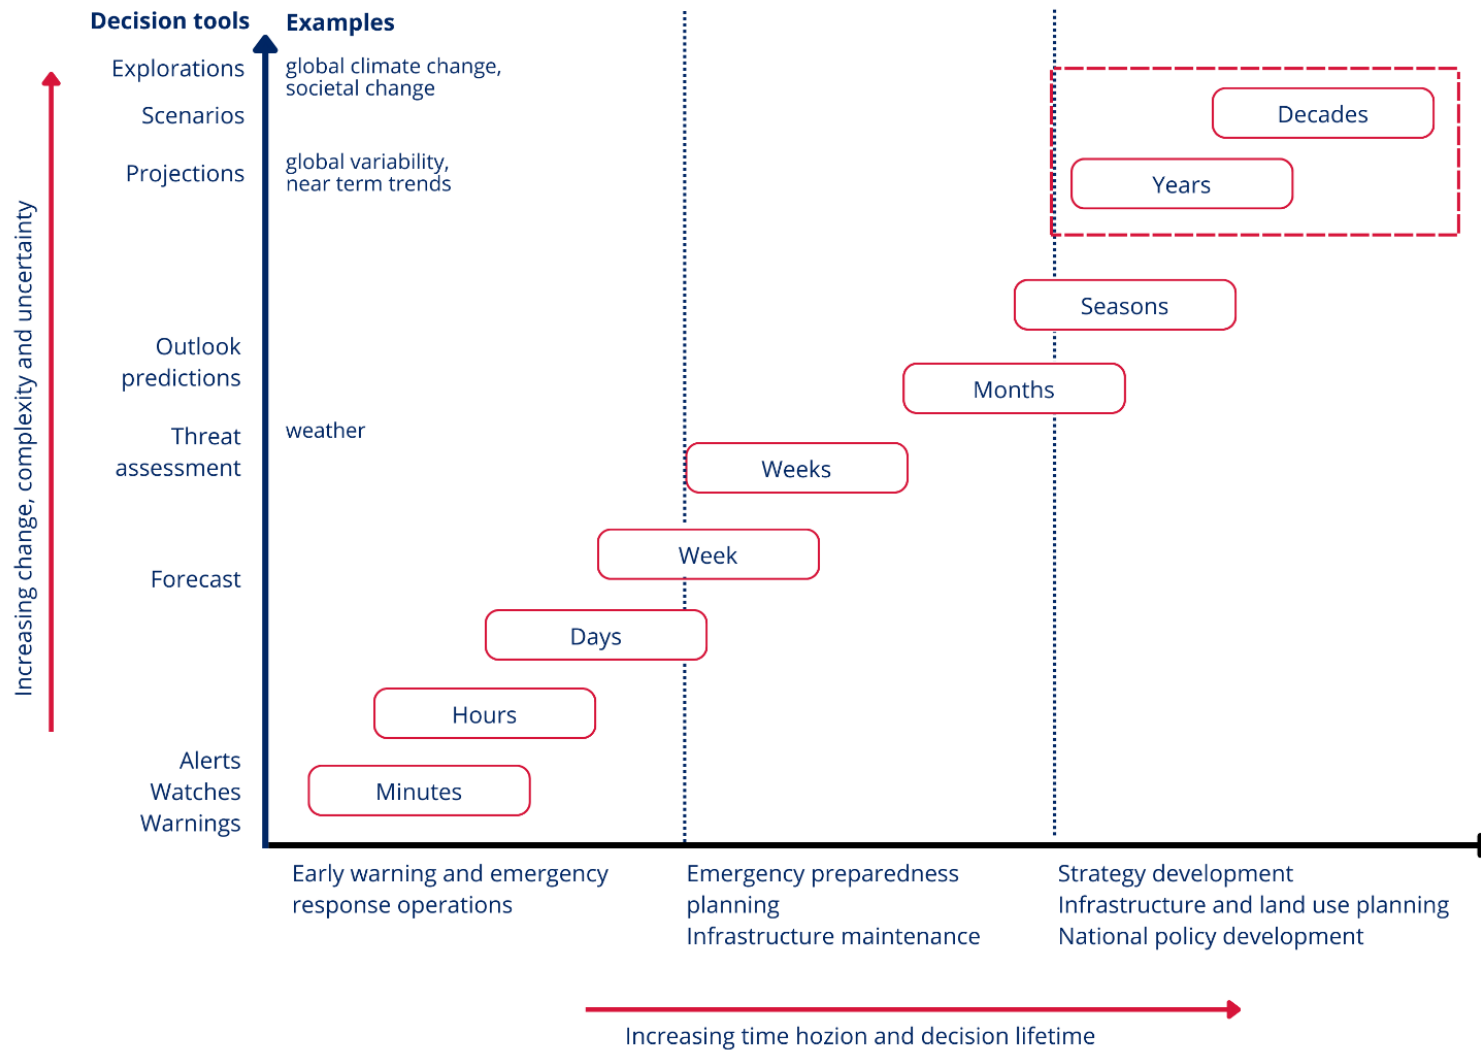 Decision tools
Examples
Explorations
global climate change,
societal change
Scenarios
Projections
global variability,
near term trends
Decades
Years
Seasons
Outlook
predictions
Months
Threat
assessment
weather
Weeks
Week
Forecast
Days
Hours
Alerts
Watches
Warnings
Minutes
Increasing change, complexity and uncertainty
Early warning and emergency
response operations
Emergency preparedness
planning
Infrastructure maintenance
Strategy development
Infrastructure and land use planning
National policy development
Increasing time hozion and decision lifetime